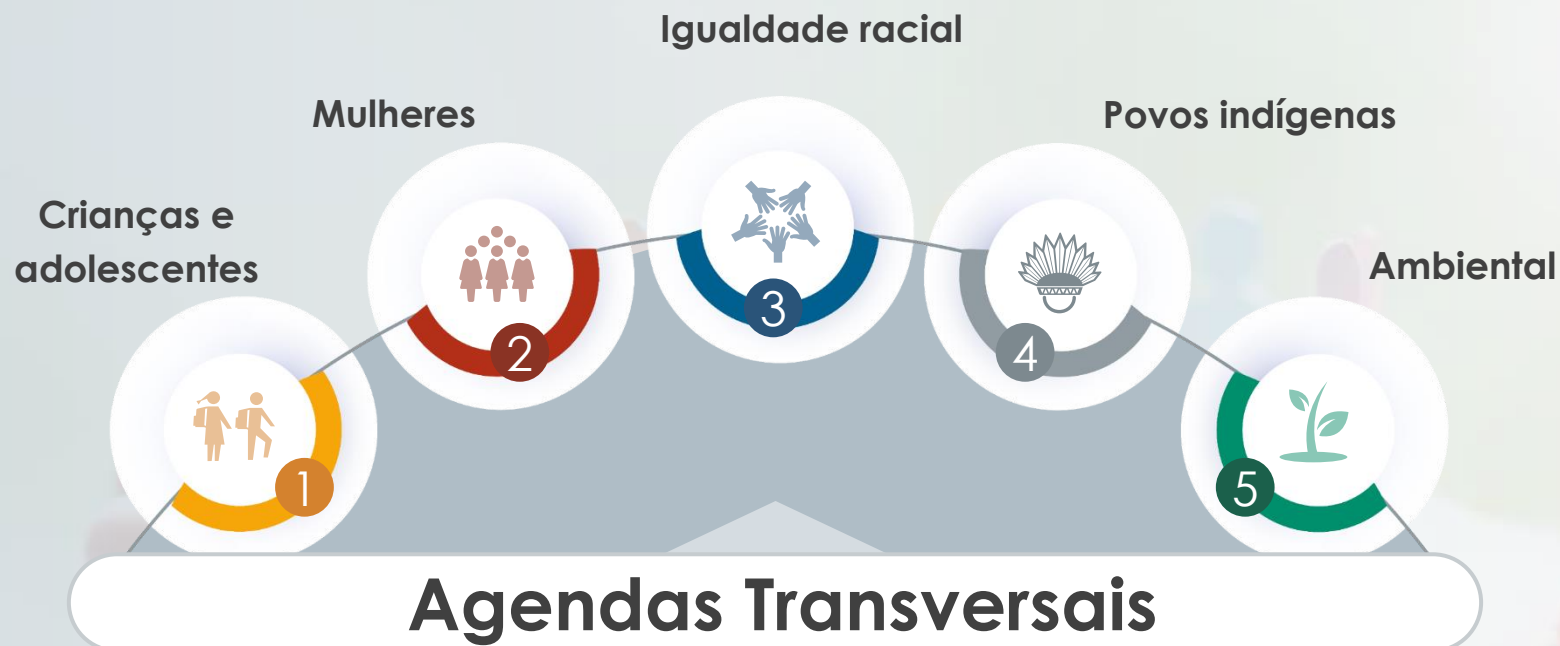 Igualdade racial
Mulheres
Povos indígenas
Crianças e
adolescentes
Ambiental
1
2
3
4
5
Agendas Transversais